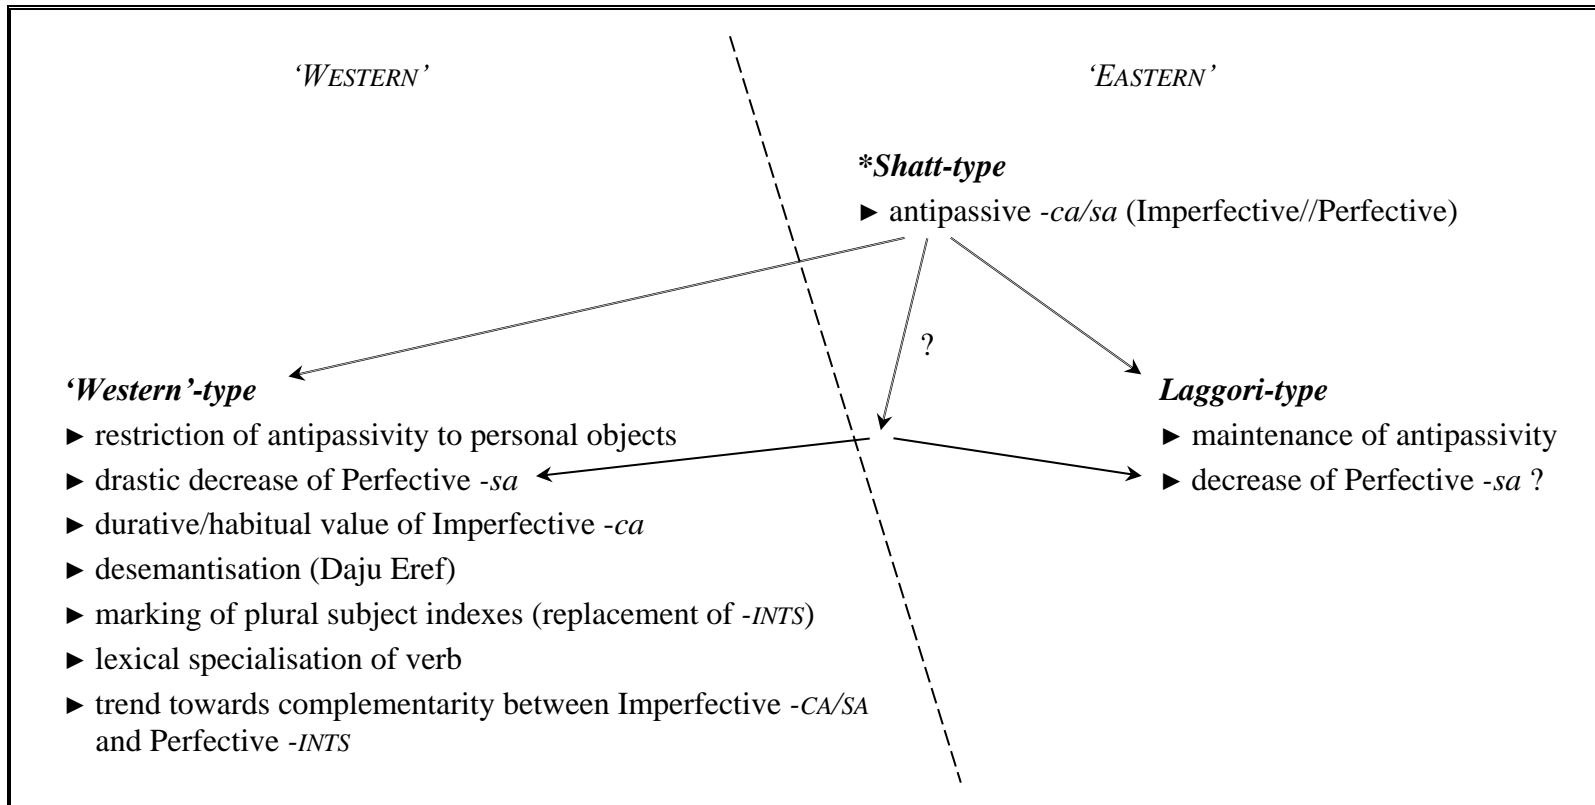 ‘WESTERN’
‘EASTERN’
*Shatt-type
► antipassive -ca/sa (Imperfective//Perfective)
?
‘Western’-type
► restriction of antipassivity to personal objects
► drastic decrease of Perfective -sa
► durative/habitual value of Imperfective -ca
► desemantisation (Daju Eref)
► marking of plural subject indexes (replacement of -INTS)
► lexical specialisation of verb
► trend towards complementarity between Imperfective -CA/SA
and Perfective -INTS
Laggori-type
► maintenance of antipassivity
► decrease of Perfective -sa ?